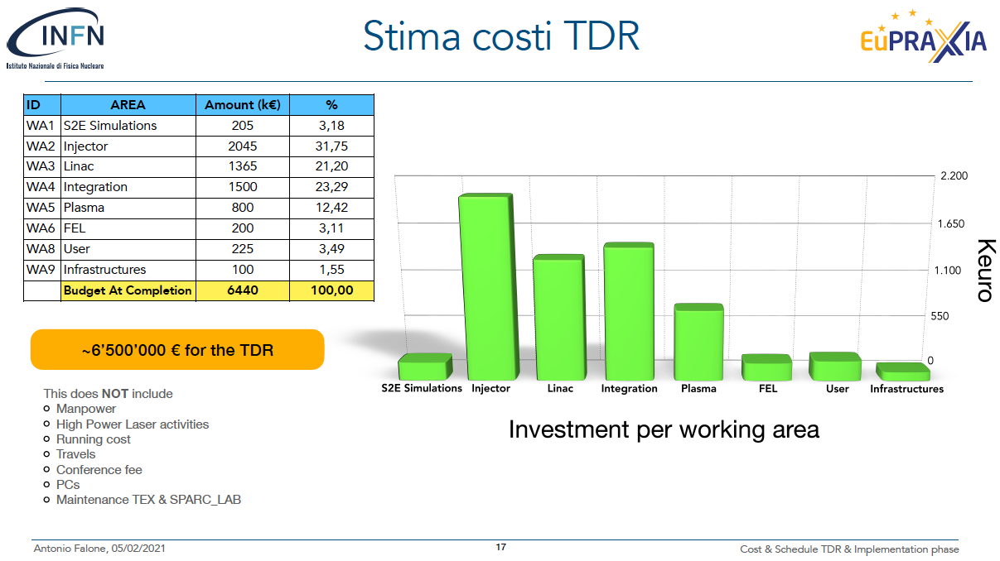 INFN
Istituto Nazionale di Fisica Nucleare
Stima costi TDR
EuPRAXIA
ID AREA Amount (k€) %
WA1 S2E Simulations 205 3,18
WA2 Injector 2045 31,75
WA3 Linac 1365 21,20
WA4 Integration 1500 23,29
WA5 Plasma 800 12,42
WA6 FEL 200 3,11
WA8 User 225 3,49
WA9 Infrastructures 100 1,55
Budget At Completion 6440 100,00
~6'500'000 € for the TDR
This does NOT include
Manpower
High Power Laser activities
Running cost
Travels
Conference fee
PCs
Maintenance TEX & SPARC_LAB
2.200
1.650
1.100
550
0
Keuro
S2E Simulations Injector Linac Integration Plasma FEL User Infrastructures
Investment per working area
Antonio Falone, 05/02/2021
17
Cost & Schedule TDR & Implementation phase